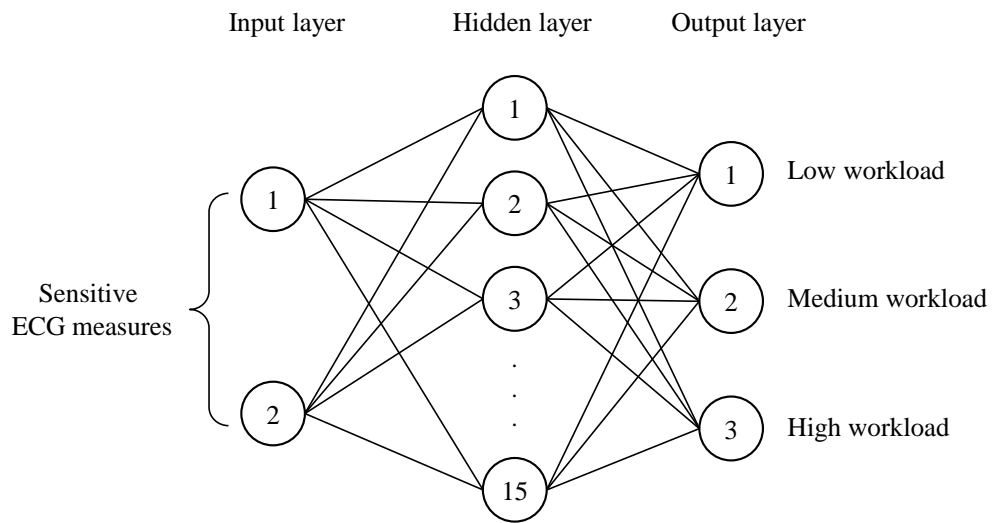 Input layer
Hidden layer
Output layer
1
2
Sensitive
ECG measures
1
2
3
.
.
.
15
1
2
3
Low workload
Medium workload
High workload